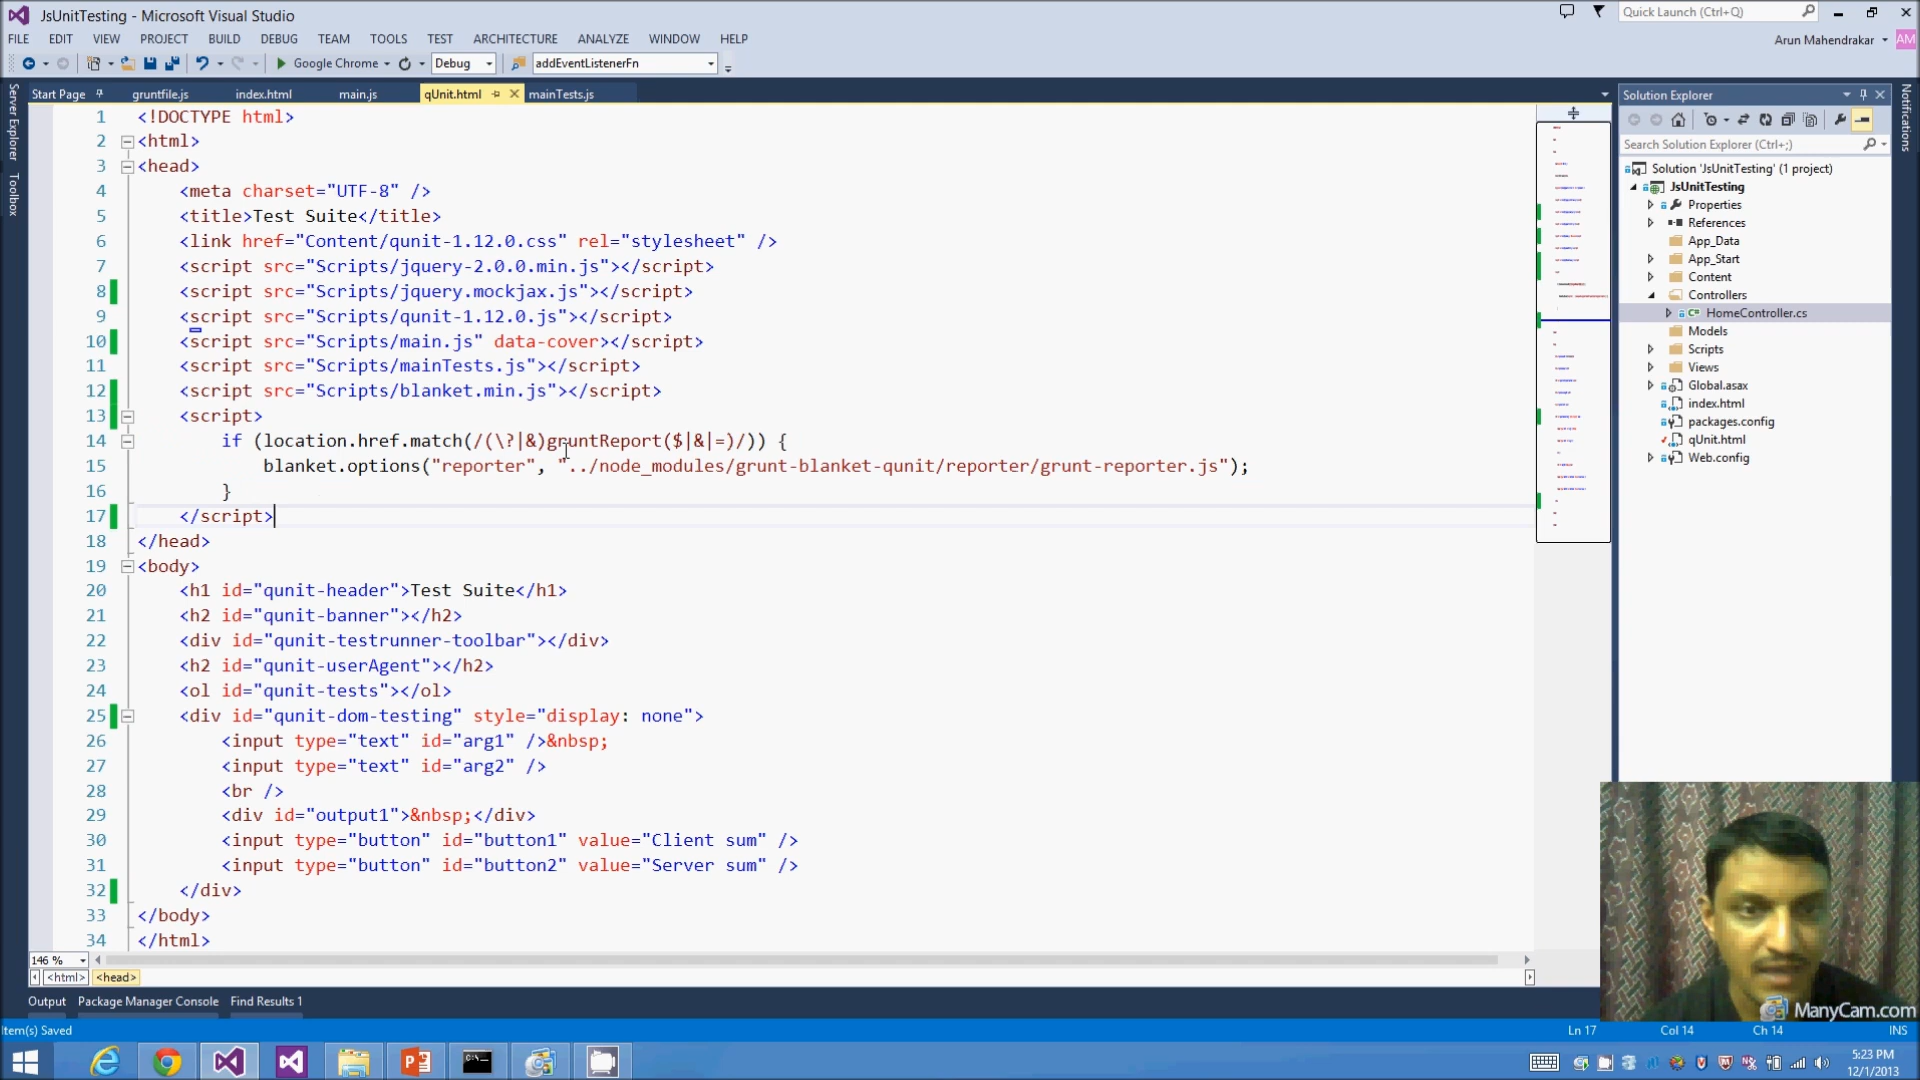 JsUnitTesting - Microsoft Visual Studio
Quick Launch (Ctrl+Q)
FILE EDIT VIEW PROJECT BUILD DEBUG TEAM TOOLS TEST ARCHITECTURE ANALYZE WINDOW HELP
Arun Mahendrakar
AM
Google Chrome
Debug
addEventListenerFn
Server Explorer
Toolbox
Notifications
Start Page
gruntfile.js
index.html
main.js
qUnit.html
mainTests.js
1 <!DOCTYPE html>
2 <html>
3 <head>
4 <meta charset="UTF-8" />
5 <title>Test Suite</title>
6 <link href="Content/qunit-1.12.0.css" rel="stylesheet" />
7 <script src="Scripts/jquery-2.0.0.min.js"></script>
8 <script src="Scripts/jquery.mockjax.js"></script>
9 <script src="Scripts/qunit-1.12.0.js"></script>
10 <script src="Scripts/main.js" data-cover></script>
11 <script src="Scripts/mainTests.js"></script>
12 <script src="Scripts/blanket.min.js"></script>
13 <script>
14 if (location.href.match(/(\?|&)gruntReport($|&|=)/)) {
15 blanket.options("reporter", "../node_modules/grunt-blanket-qunit/reporter/grunt-reporter.js");
16 }
17 </script>
18 </head>
19 <body>
20 <h1 id="qunit-header">Test Suite</h1>
21 <h2 id="qunit-banner"></h2>
22 <div id="qunit-testrunner-toolbar"></div>
23 <h2 id="qunit-userAgent"></h2>
24 <ol id="qunit-tests"></ol>
25 <div id="qunit-dom-testing" style="display: none">
26 <input type="text" id="arg1" />&nbsp;
27 <input type="text" id="arg2" />
28 <br />
29 <div id="output1">&nbsp;</div>
30 <input type="button" id="button1" value="Client sum" />
31 <input type="button" id="button2" value="Server sum" />
32 </div>
33 </body>
34 </html>
Solution Explorer
Search Solution Explorer (Ctrl+;)
Solution 'JsUnitTesting' (1 project)
JsUnitTesting
Properties
References
App_Data
App_Start
Content
Controllers
HomeController.cs
Models
Scripts
Views
Global.asax
index.html
packages.config
qUnit.html
Web.config
ManyCam.com
146 %
<html> <head>
Output Package Manager Console Find Results 1
Item(s) Saved
Ln 17 Col 14 Ch 14 INS
5:23 PM
12/1/2013